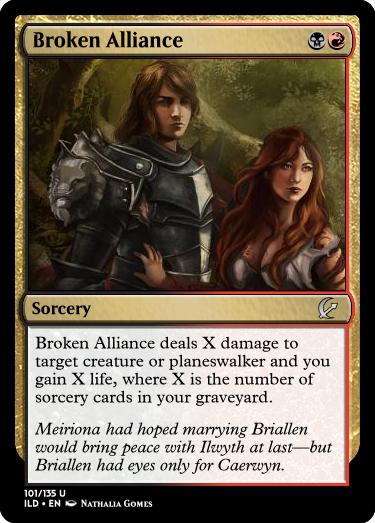 Broken Alliance
Sorcery
Broken Alliance deals X damage to
target creature or planeswalker and you
gain X life, where X is the number of
sorcery cards in your graveyard.
Meiriona had hoped marrying Briallen
would bring peace with Ilwyth at last—but
Briallen had eyes only for Caerwyn.
101/135 U
ILD • EN Nathalia Gomes